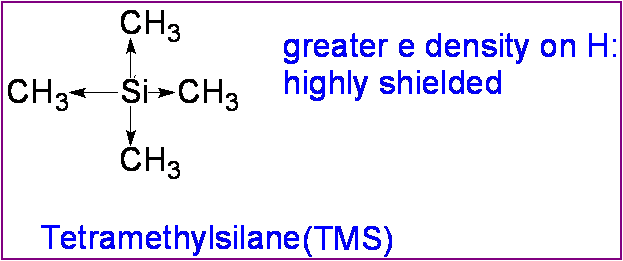 CH3
greater e density on H:
CH3 Si CH3
highly shielded
CH3
Tetramethylsilane(TMS)